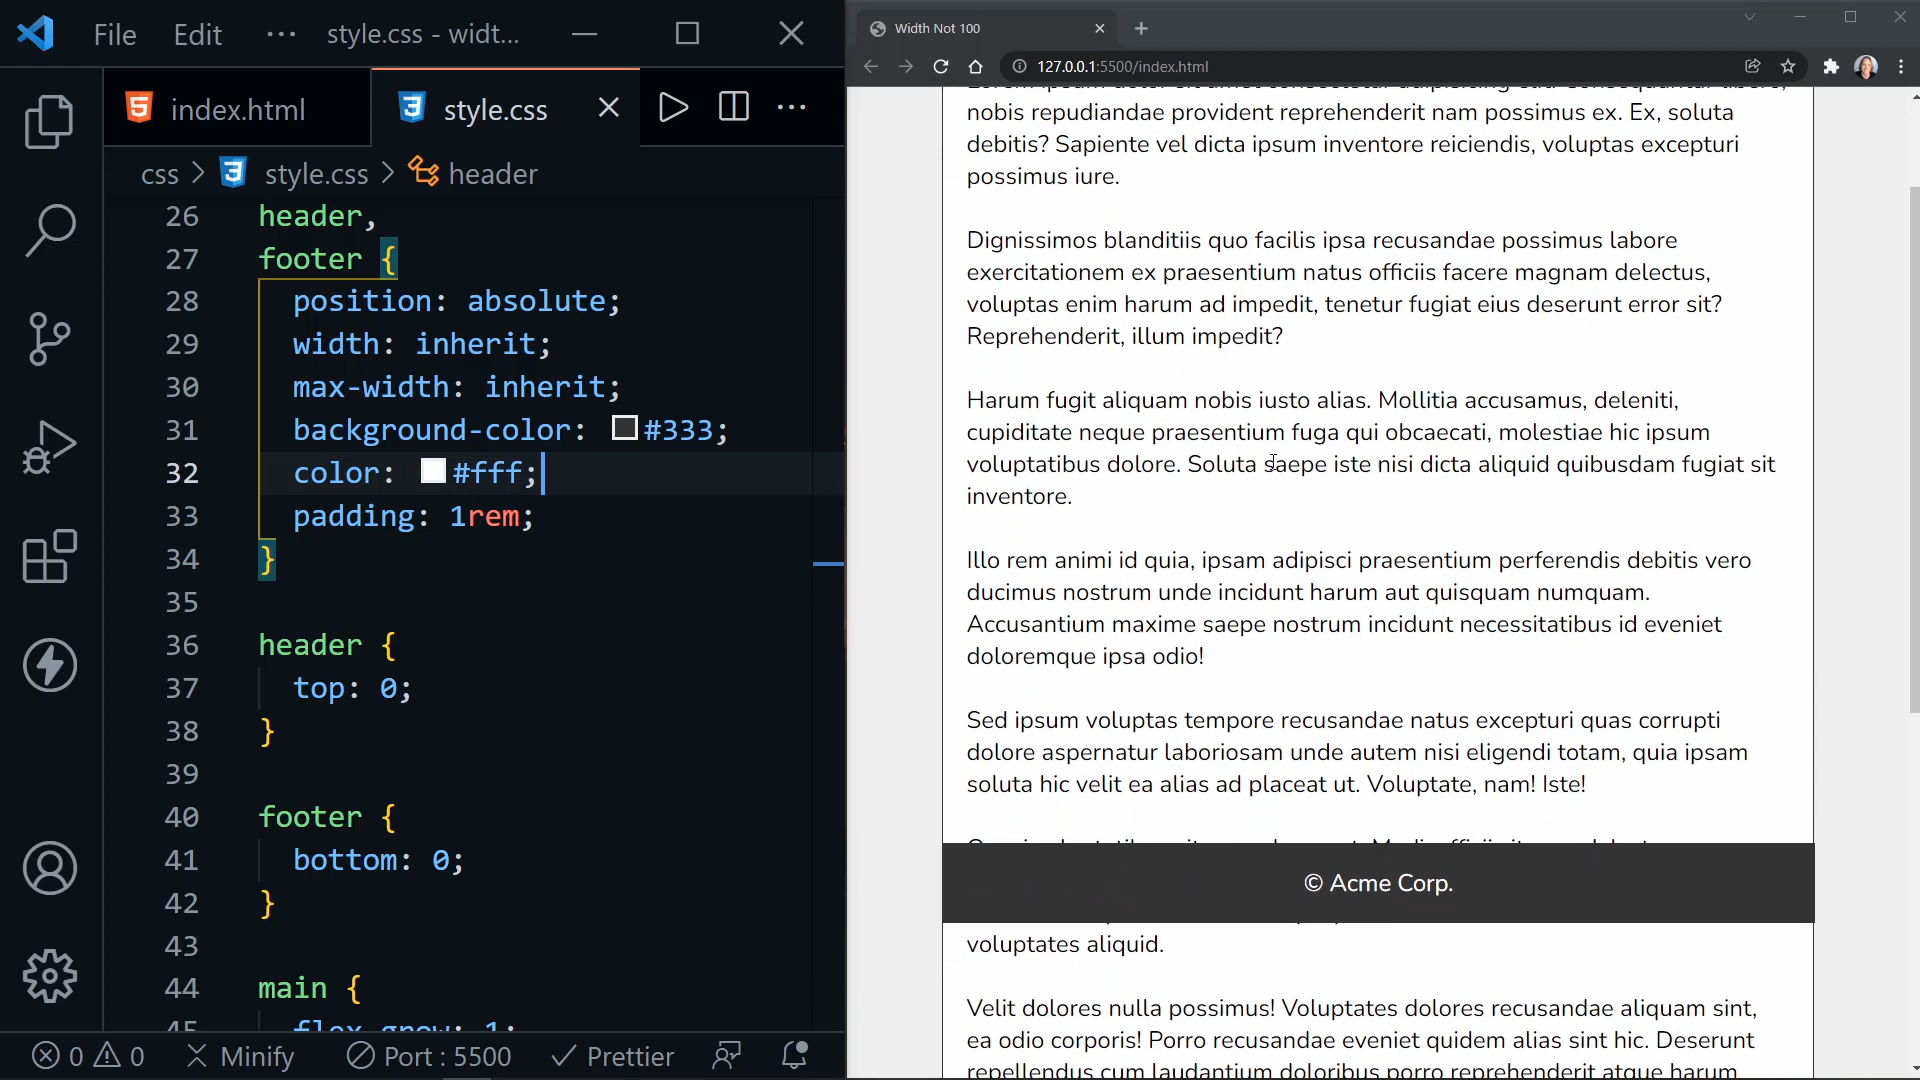 File Edit ··· style.css - widt...
index.html style.css
css > style.css > header
26 header,
27 footer {
28 position: absolute;
29 width: inherit;
30 max-width: inherit;
31 background-color: #333;
32 color: #fff;
33 padding: 1rem;
34 }
35
36 header {
37 top: 0;
38 }
39
40 footer {
41 bottom: 0;
42 }
43
44 main {
45 flex-grow: 1;
0 0 Minify Port : 5500 Prettier
Width Not 100
127.0.0.1:5500/index.html
nobis repudiandae provident reprehenderit nam possimus ex. Ex, soluta
debitis? Sapiente vel dicta ipsum inventore reiciendis, voluptas excepturi
possimus iure.
Dignissimos blanditiis quo facilis ipsa recusandae possimus labore
exercitationem ex praesentium natus officiis facere magnam delectus,
voluptas enim harum ad impedit, tenetur fugiat eius deserunt error sit?
Reprehenderit, illum impedit?
Harum fugit aliquam nobis iusto alias. Mollitia accusamus, deleniti,
cupiditate neque praesentium fuga qui obcaecati, molestiae hic ipsum
voluptatibus dolore. Soluta saepe iste nisi dicta aliquid quibusdam fugiat sit
inventore.
Illo rem animi id quia, ipsam adipisci praesentium perferendis debitis vero
ducimus nostrum unde incidunt harum aut quisquam numquam.
Accusantium maxime saepe nostrum incidunt necessitatibus id eveniet
doloremque ipsa odio!
Sed ipsum voluptas tempore recusandae natus excepturi quas corrupti
dolore aspernatur laboriosam unde autem nisi eligendi totam, quia ipsam
soluta hic velit ea alias ad placeat ut. Voluptate, nam! Iste!
© Acme Corp.
voluptates aliquid.
Velit dolores nulla possimus! Voluptates dolores recusandae aliquam sint,
ea odio corporis! Porro recusandae eveniet quidem alias sint hic. Deserunt
repellendus cum laudantium doloribus porro reprehenderit atque harum